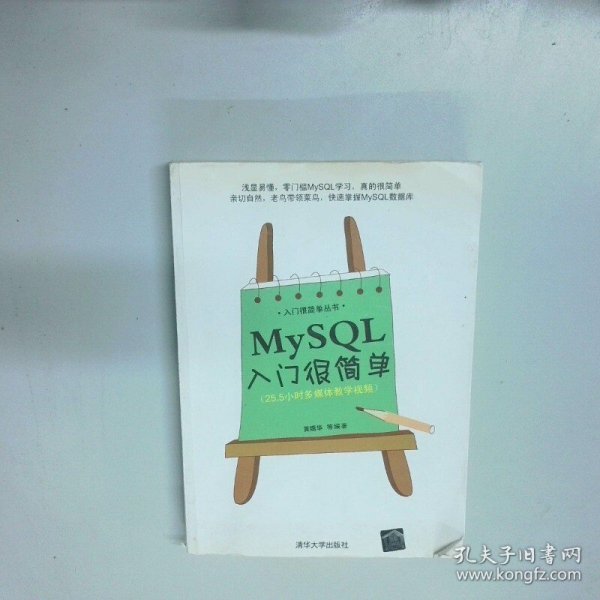 浅显易懂,零门槛MySQL学习,真的很简单
亲切自然,老鸟带领菜鸟,快速掌握MySQL数据库
·入门很简单丛书·
MySQL
入门很简单
(25.5小时多媒体教学视频)
黄缙华 等编著
清华大学出版社
孔夫子旧书网
www.kongfz.com